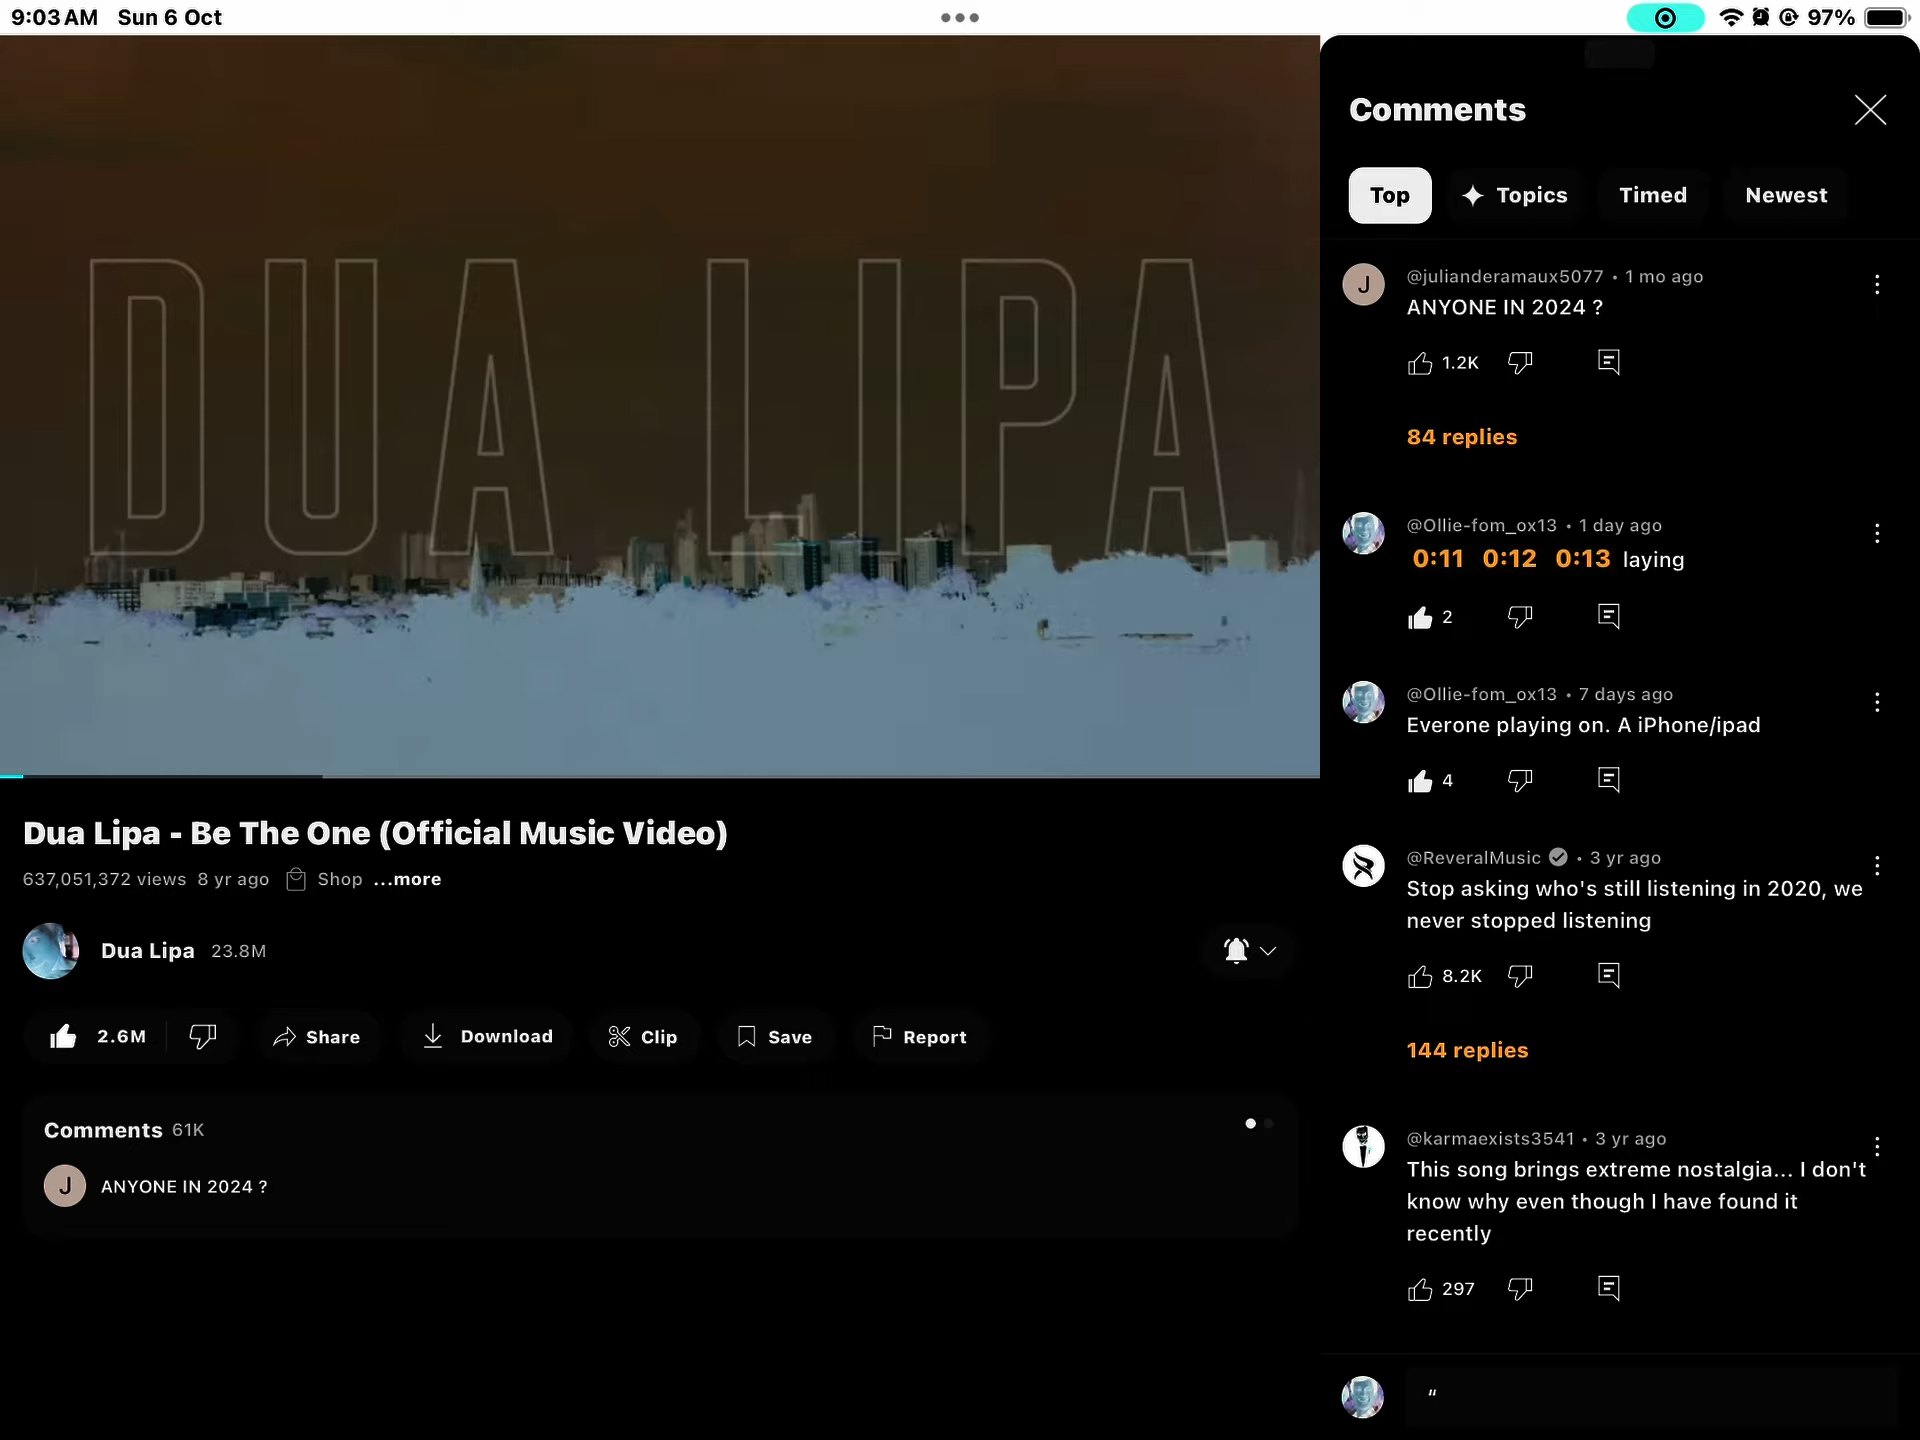 9:03 AM Sun 6 Oct
97%
DUA LIPA
Dua Lipa - Be The One (Official Music Video)
637,051,372 views 8 yr ago Shop ...more
Dua Lipa 23.8M
2.6M Share Download Clip Save Report
Comments 61K
J ANYONE IN 2024 ?
Comments
Top Topics Timed Newest
J @julianderamaux5077 • 1 mo ago
ANYONE IN 2024 ?
1.2K
84 replies
@Ollie-fom_ox13 • 1 day ago
0:11 0:12 0:13 laying
2
@Ollie-fom_ox13 • 7 days ago
Everone playing on. A iPhone/ipad
4
@ReveralMusic • 3 yr ago
Stop asking who's still listening in 2020, we
never stopped listening
8.2K
144 replies
@karmaexists3541 • 3 yr ago
This song brings extreme nostalgia... I don't
know why even though I have found it
recently
297
“